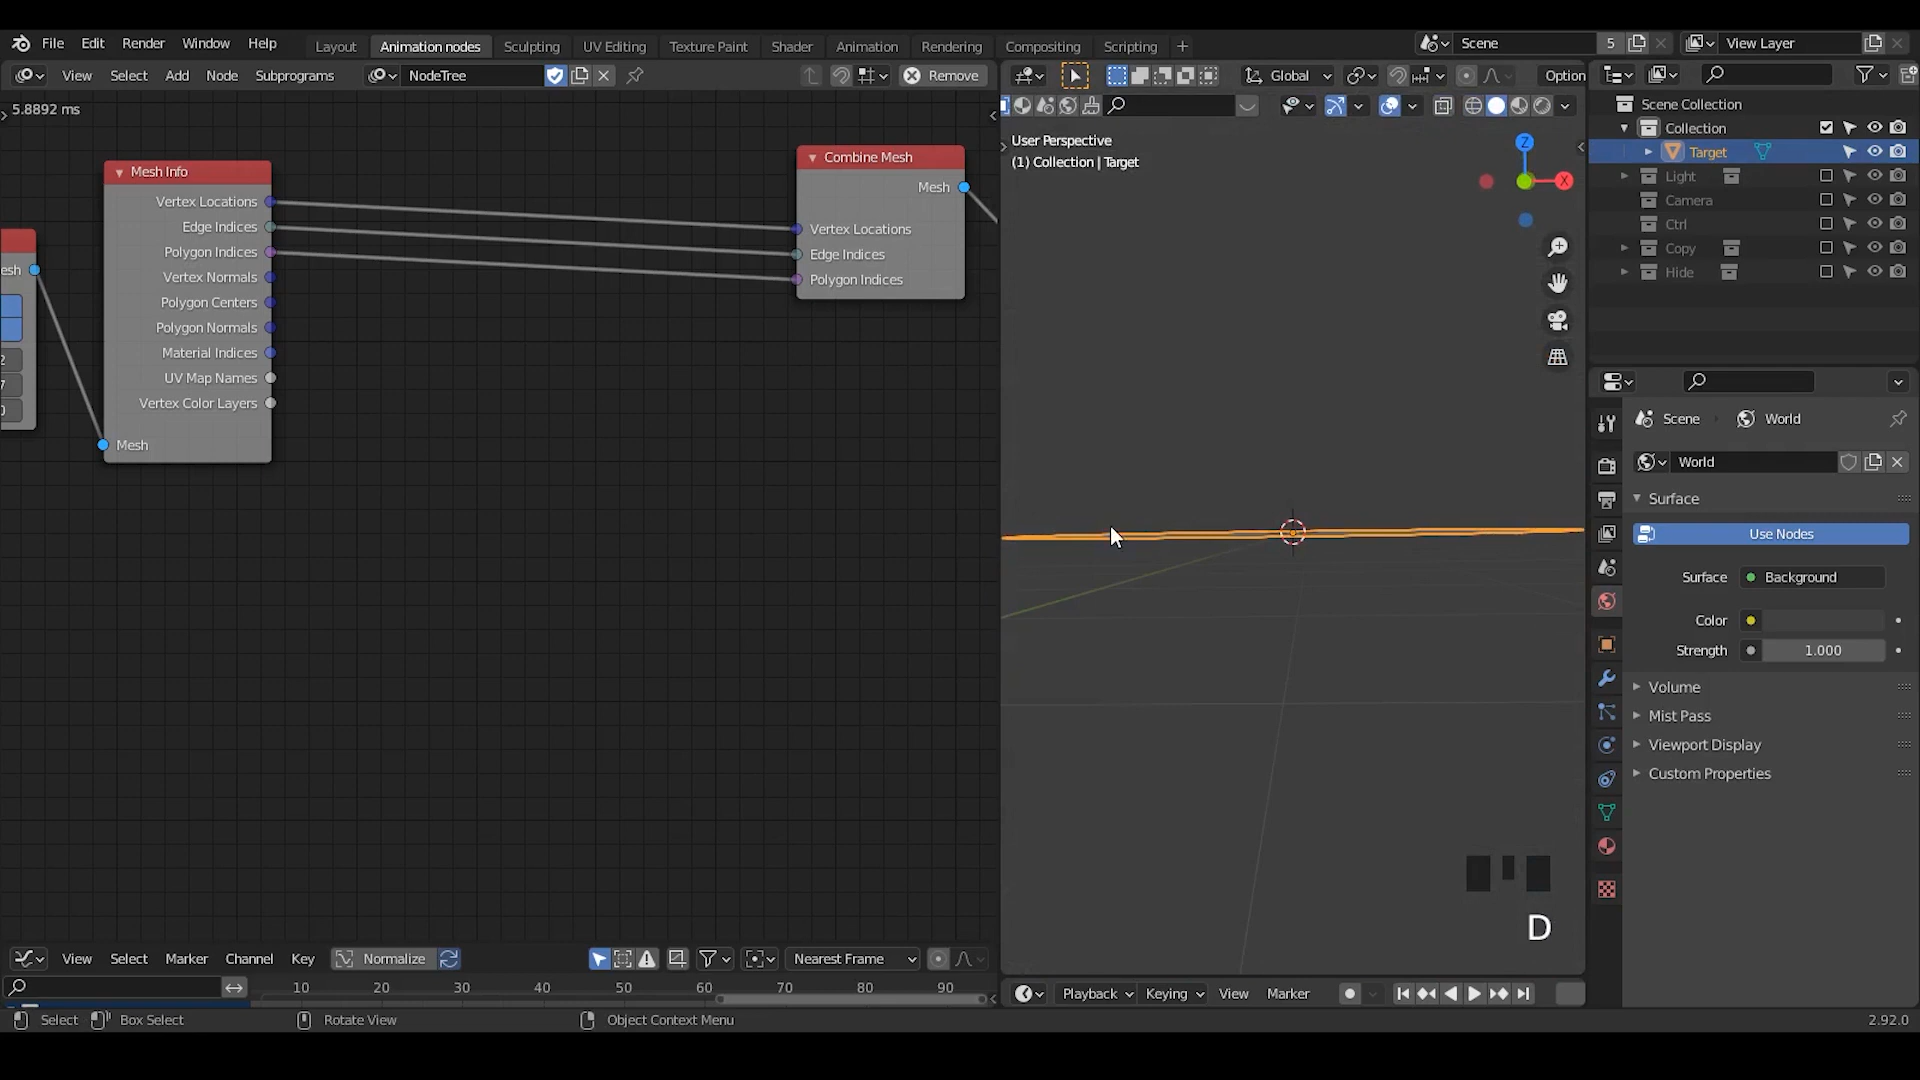 File Edit Render Window Help Layout Animation nodes Sculpting UV Editing Texture Paint Shader Animation Rendering Compositing Scripting + Scene 5 View Layer
View Select Add Node Subprograms NodeTree Remove Global Option
5.8892 ms
Mesh Info
Vertex Locations
Edge Indices
Polygon Indices
Vertex Normals
Polygon Centers
Polygon Normals
Material Indices
UV Map Names
Vertex Color Layers
Mesh
esh
2
7
0
Combine Mesh
Mesh
Vertex Locations
Edge Indices
Polygon Indices
User Perspective
(1) Collection | Target
Z
X
D
Scene Collection
Collection
Target
Light
Camera
Ctrl
Copy
Hide
Scene World
World
Surface
Use Nodes
Surface Background
Color
Strength 1.000
Volume
Mist Pass
Viewport Display
Custom Properties
View Select Marker Channel Key Normalize Nearest Frame
10 20 30 40 50 60 70 80 90
Playback Keying View Marker
Select Box Select Rotate View Object Context Menu 2.92.0